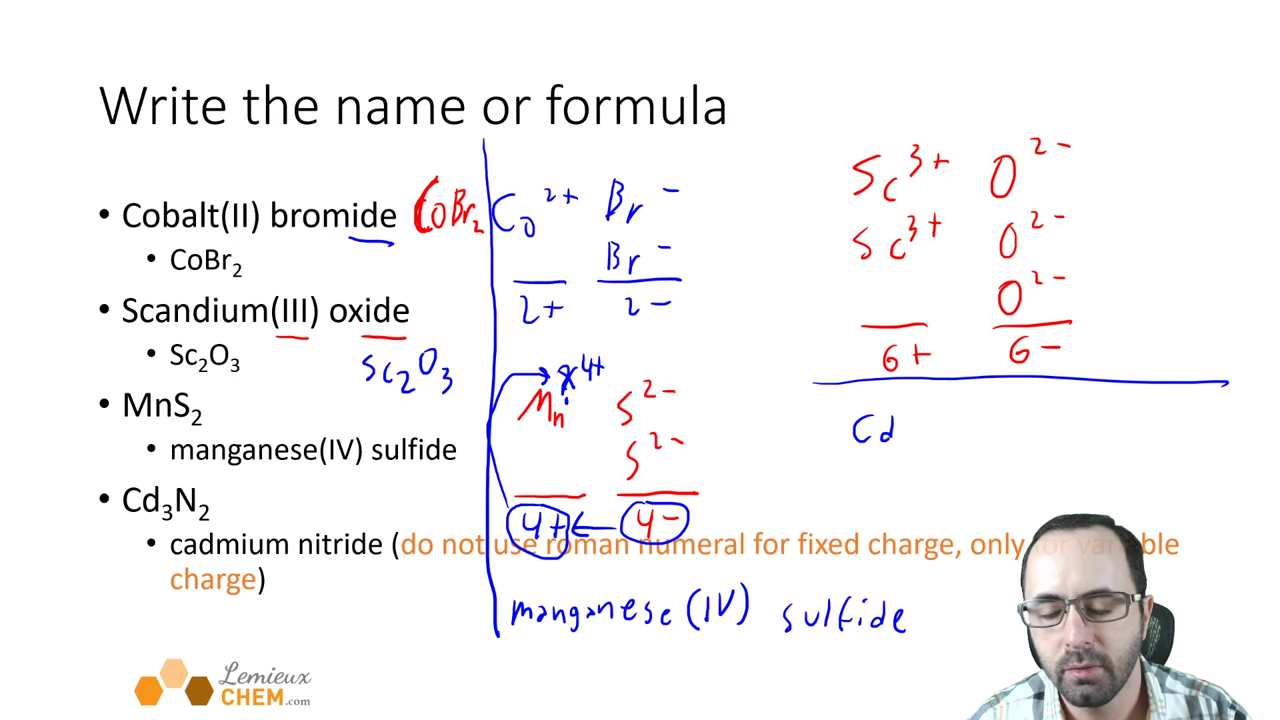 Write the name or formula
• Cobalt(II) bromide CoBr₂
• CoBr₂
• Scandium(III) oxide
• Sc₂O₃
Sc₂O₃
• MnS₂
• manganese(IV) sulfide
• Cd₃N₂
• cadmium nitride (do not use roman numeral for fixed charge, only for variable
charge)
Co²⁺ Br⁻
Br⁻
2+ 2−
x 4+
Mn S²⁻
S²⁻
4+ 4−
manganese (IV) sulfide
Sc³⁺ O²⁻
Sc³⁺ O²⁻
O²⁻
6+ 6−
Cd
Lemieux
CHEM.com